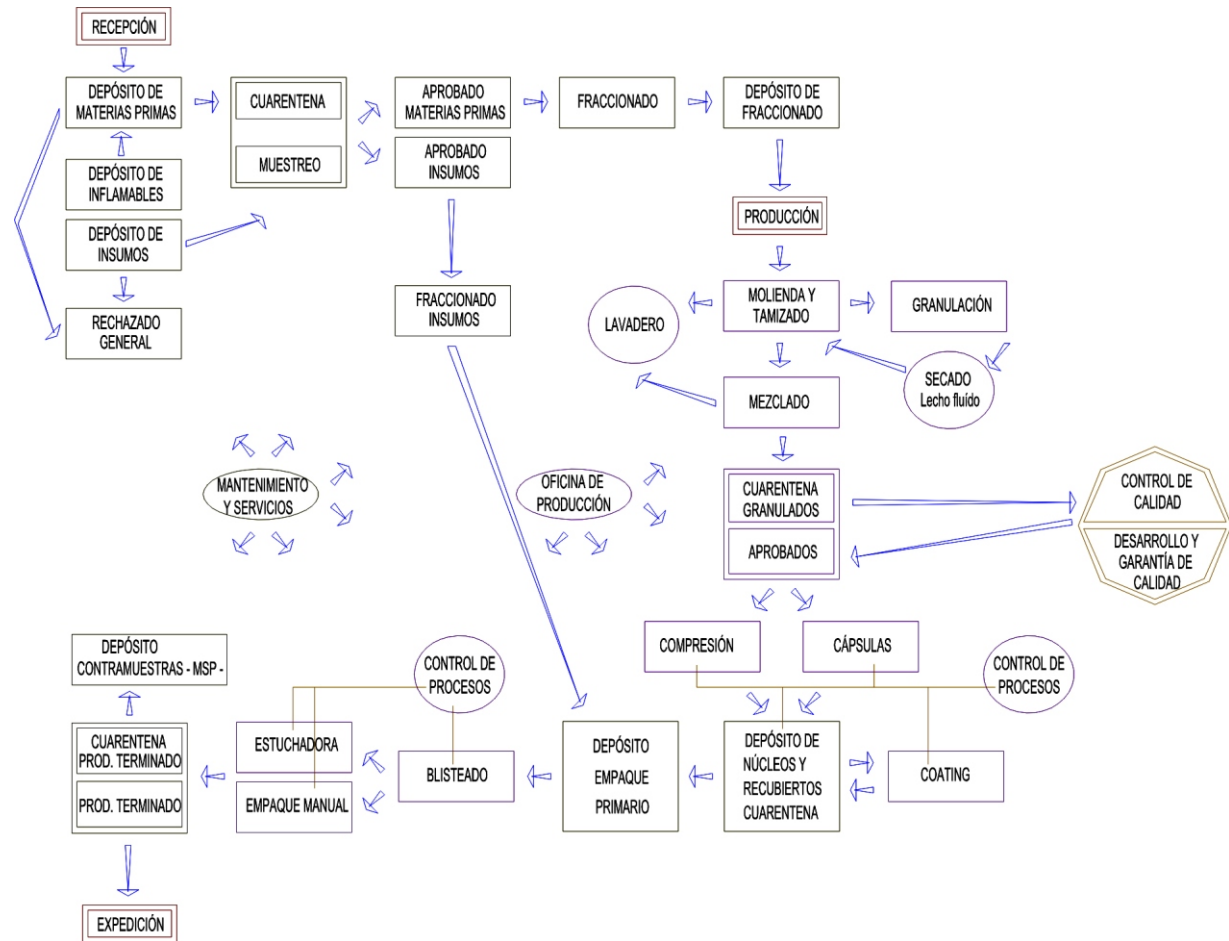 RECEPCIÓN
DEPÓSITO DE
MATERIAS PRIMAS
CUARENTENA
MUESTREO
APROBADO
MATERIAS PRIMAS
FRACCIONADO
DEPÓSITO DE
FRACCIONADO
APROBADO
INSUMOS
DEPÓSITO DE
INFLAMABLES
DEPÓSITO DE
INSUMOS
PRODUCCIÓN
RECHAZADO
GENERAL
FRACCIONADO
INSUMOS
LAVADERO
MOLIENDA Y
TAMIZADO
GRANULACIÓN
SECADO
Lecho fluído
MEZCLADO
MANTENIMIENTO
Y SERVICIOS
OFICINA DE
PRODUCCIÓN
CUARENTENA
GRANULADOS
APROBADOS
CONTROL DE
CALIDAD
DESARROLLO Y
GARANTÍA DE
CALIDAD
DEPÓSITO
CONTRAMUESTRAS - MSP -
CONTROL DE
PROCESOS
COMPRESIÓN
CÁPSULAS
CONTROL DE
PROCESOS
CUARENTENA
PROD. TERMINADO
PROD. TERMINADO
ESTUCHADORA
EMPAQUE MANUAL
BLISTEADO
DEPÓSITO
EMPAQUE
PRIMARIO
DEPÓSITO DE
NÚCLEOS Y
RECUBIERTOS
CUARENTENA
COATING
EXPEDICIÓN